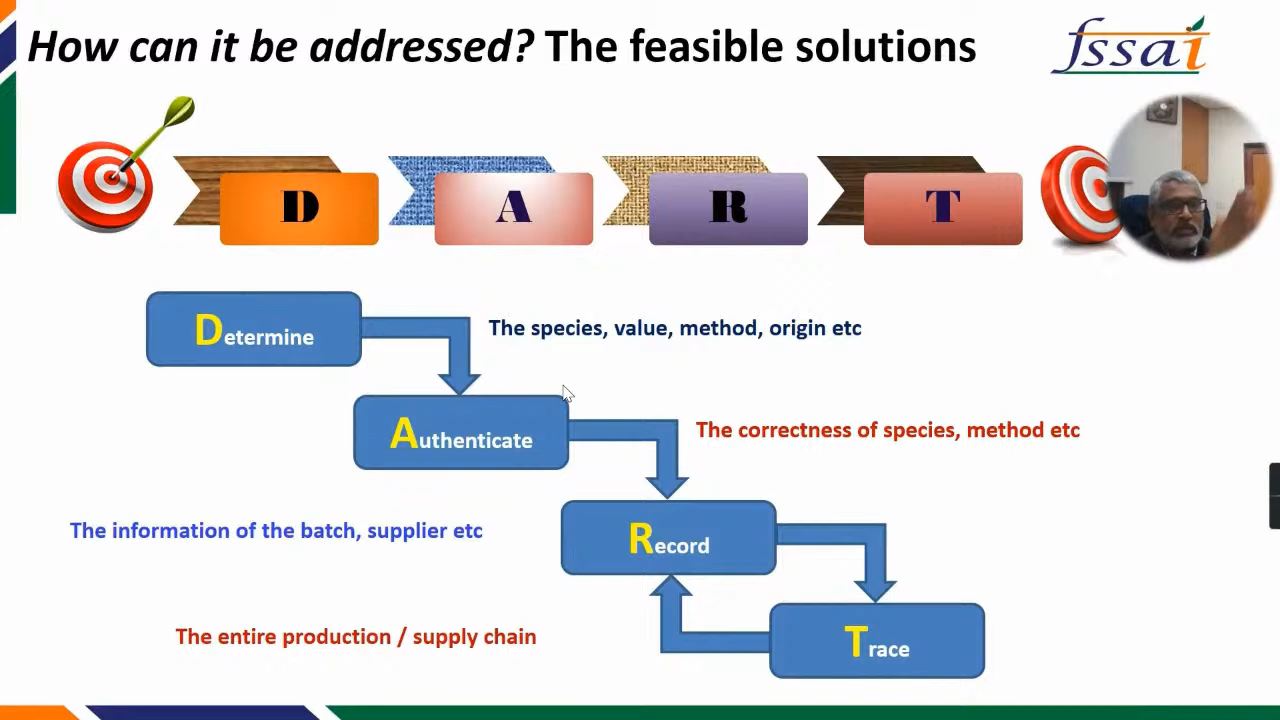 How can it be addressed? The feasible solutions
fssai
D
A
R
T
Determine
The species, value, method, origin etc
Authenticate
The correctness of species, method etc
The information of the batch, supplier etc
Record
The entire production / supply chain
Trace